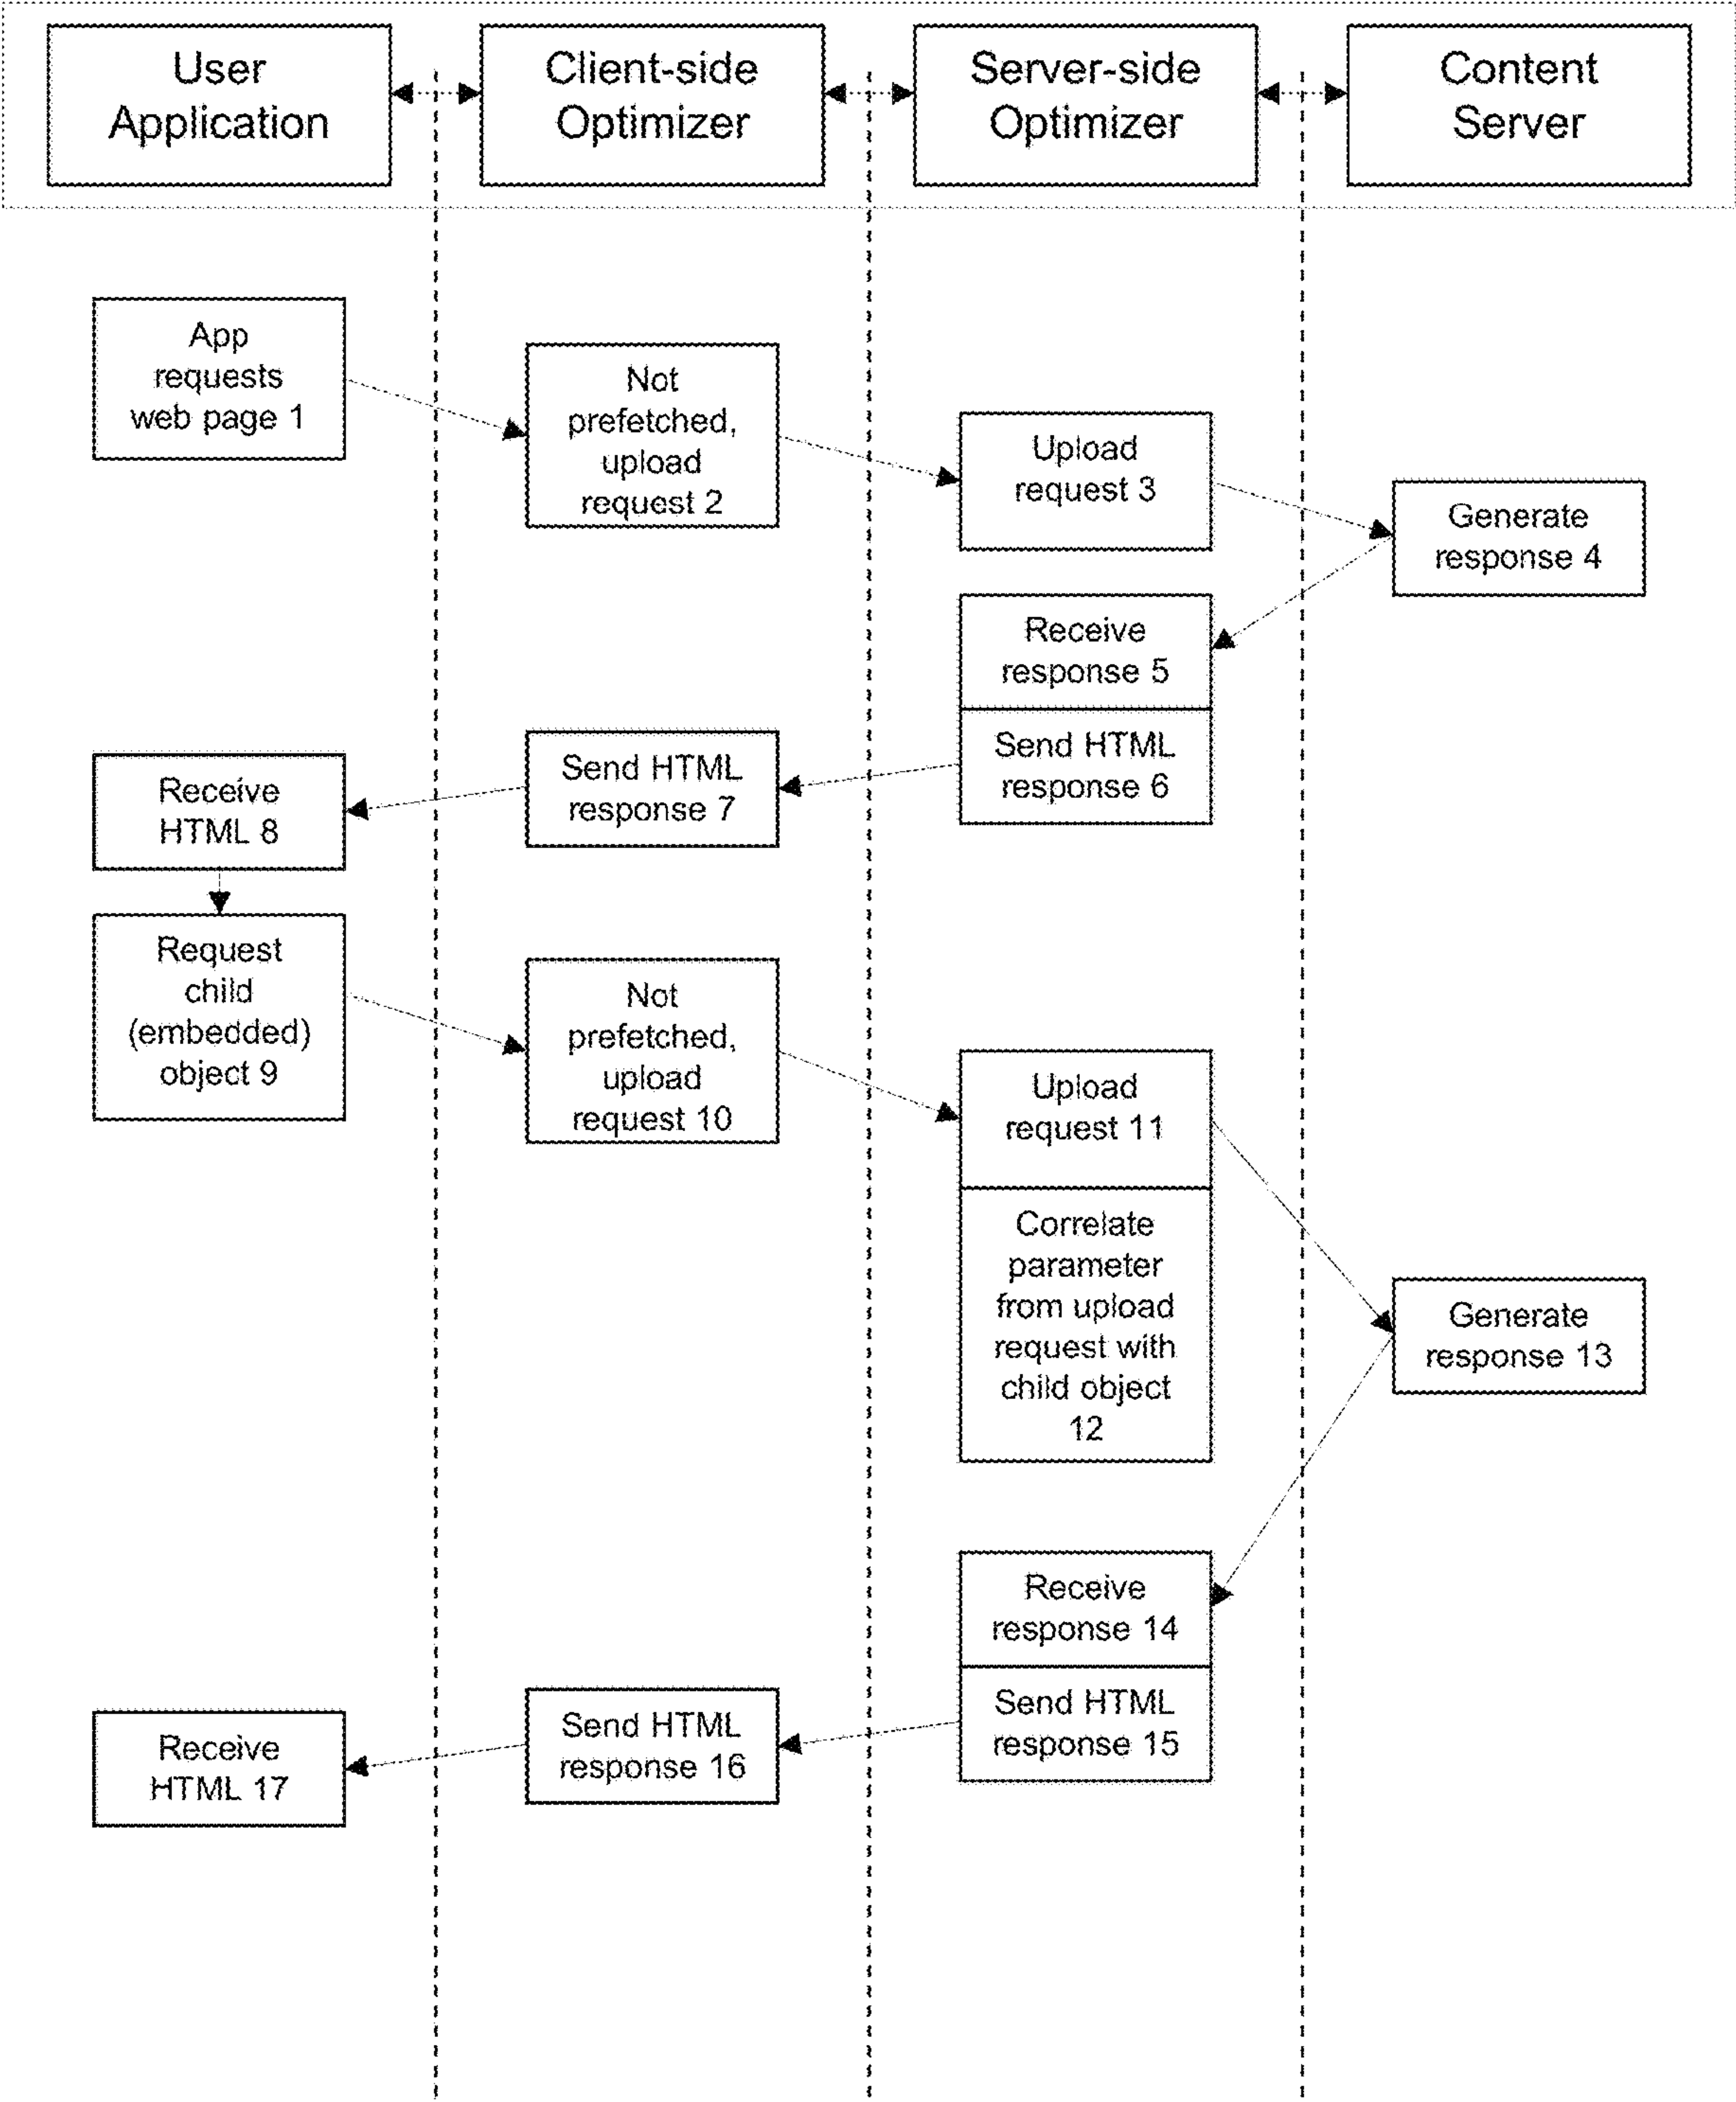 User
Application
Client-side
Optimizer
Server-side
Optimizer
Content
Server
App
requests
web page 1
Not
prefetched,
upload
request 2
Upload
request 3
Generate
response 4
Receive
response 5
Send HTML
response 6
Send HTML
response 7
Receive
HTML 8
Request
child
(embedded)
object 9
Not
prefetched,
upload
request 10
Upload
request 11
Correlate
parameter
from upload
request with
child object
12
Generate
response 13
Receive
response 14
Send HTML
response 15
Send HTML
response 16
Receive
HTML 17